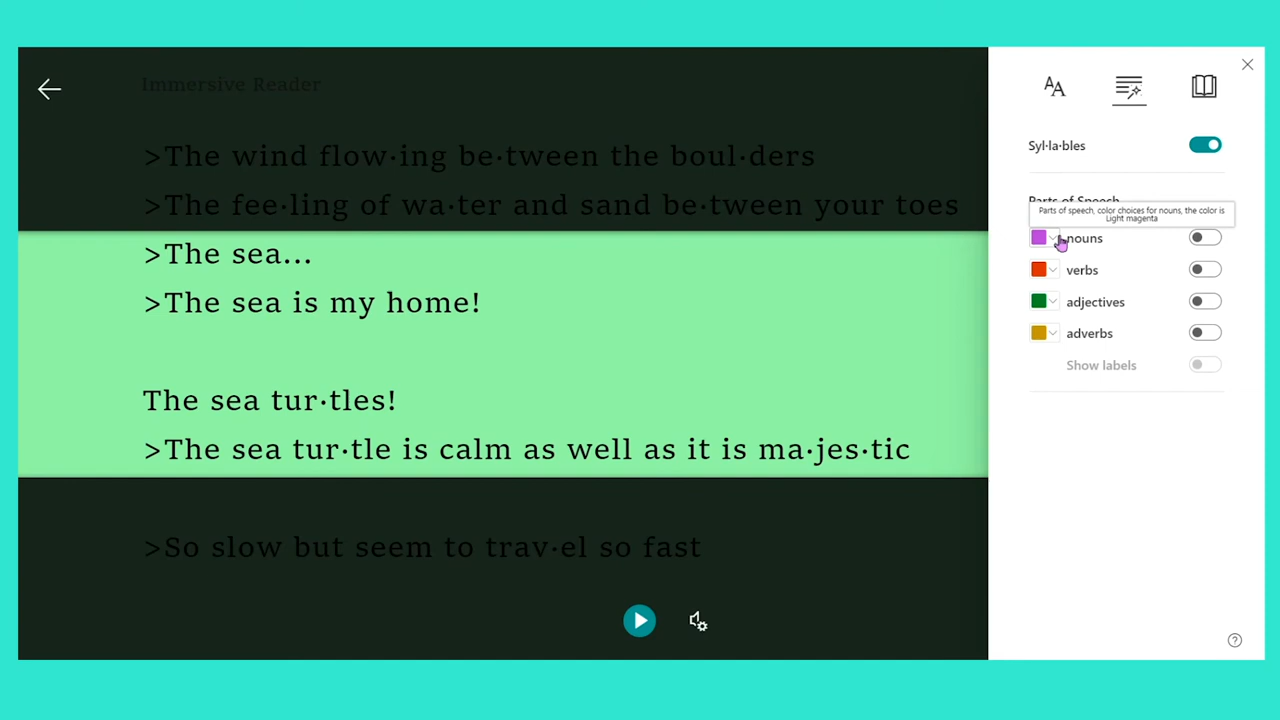 Immersive Reader
>The wind flow·ing be·tween the boul·ders
>The fee·ling of wa·ter and sand be·tween your toes
>The sea...
>The sea is my home!
The sea tur·tles!
>The sea tur·tle is calm as well as it is ma·jes·tic
>So slow but seem to trav·el so fast
Syl·la·bles
Parts of Speech
Parts of speech, color choices for nouns, the color is
Light magenta
nouns
verbs
adjectives
adverbs
Show labels